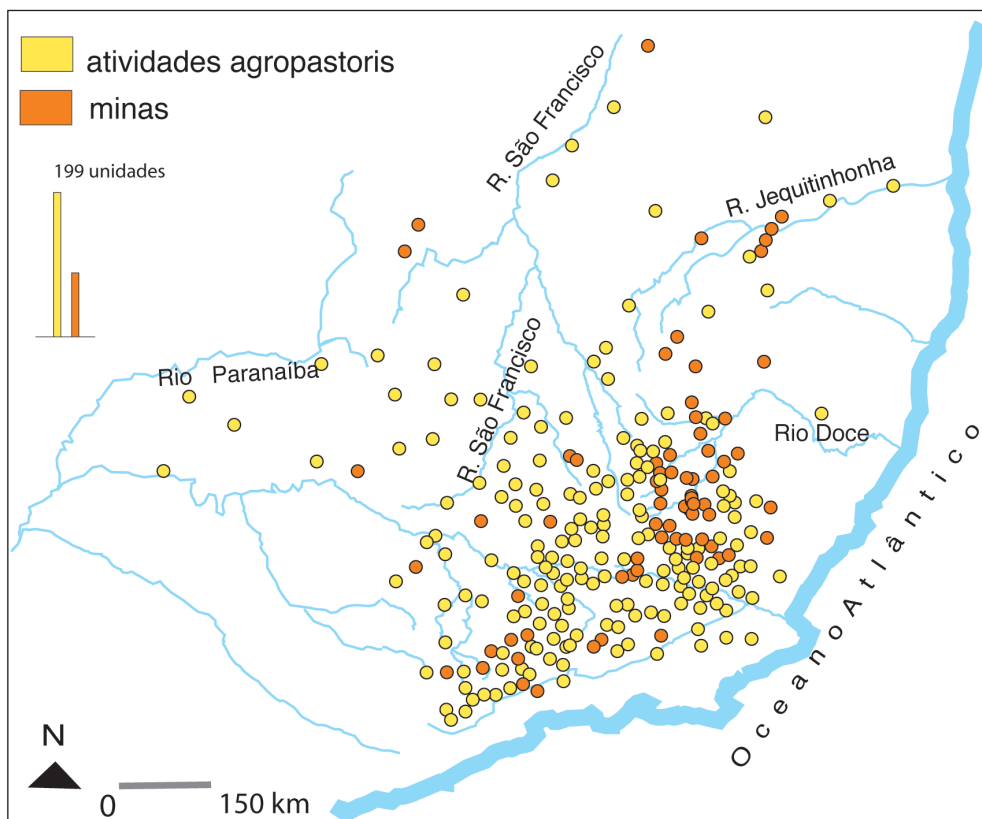 atividades agropastoris
minas
199 unidades
R. São Francisco
R. Jequitinhonha
R. São Francisco
Rio Paranaíba
Rio Doce
Oceano Atlântico
N
0 150 km